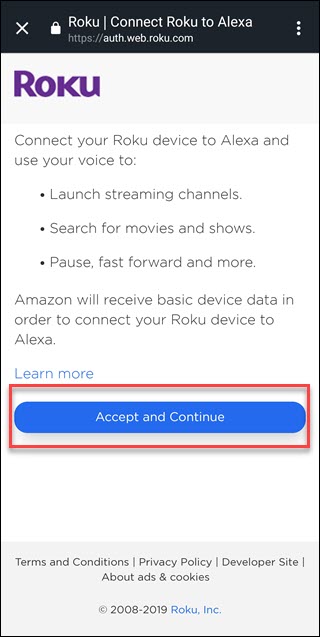 Roku | Connect Roku to Alexa
https://auth.web.roku.com
Roku
Connect your Roku device to Alexa and
use your voice to:
• Launch streaming channels.
• Search for movies and shows.
• Pause, fast forward and more.
Amazon will receive basic device data in
order to connect your Roku device to
Alexa.
Learn more
Accept and Continue
Terms and Conditions | Privacy Policy | Developer Site |
About ads & cookies
© 2008-2019 Roku, Inc.